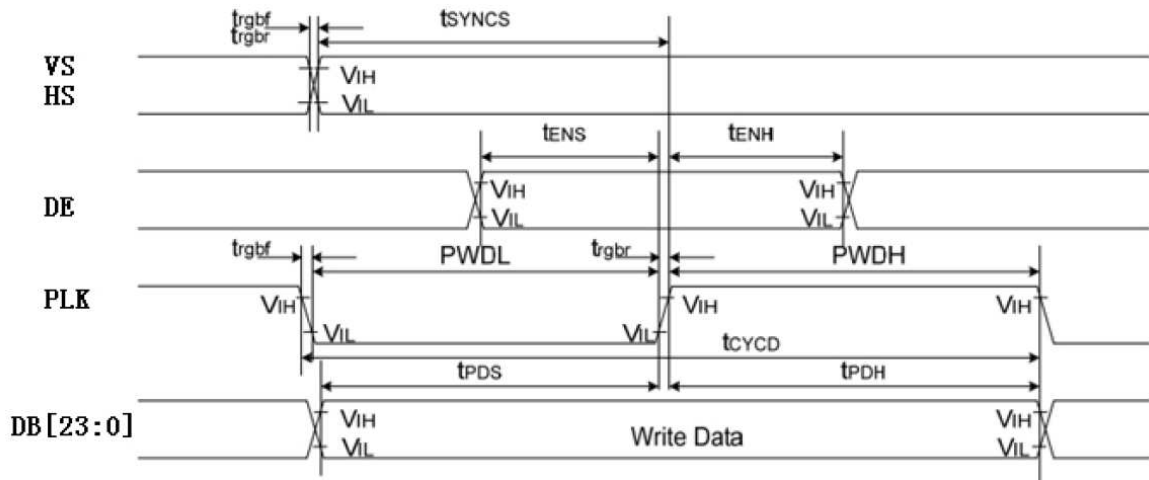 trgbf
trgbr
tSYNCS
VS
HS
VIH
VIL
tENS
tENH
DE
VIH
VIL
VIH
VIL
trgbf
PWDL
trgbr
PWDH
PLK
VIH
VIL
VIL
VIH
VIH
tCYCD
tPDS
tPDH
DB[23:0]
VIH
VIL
Write Data
VIH
VIL